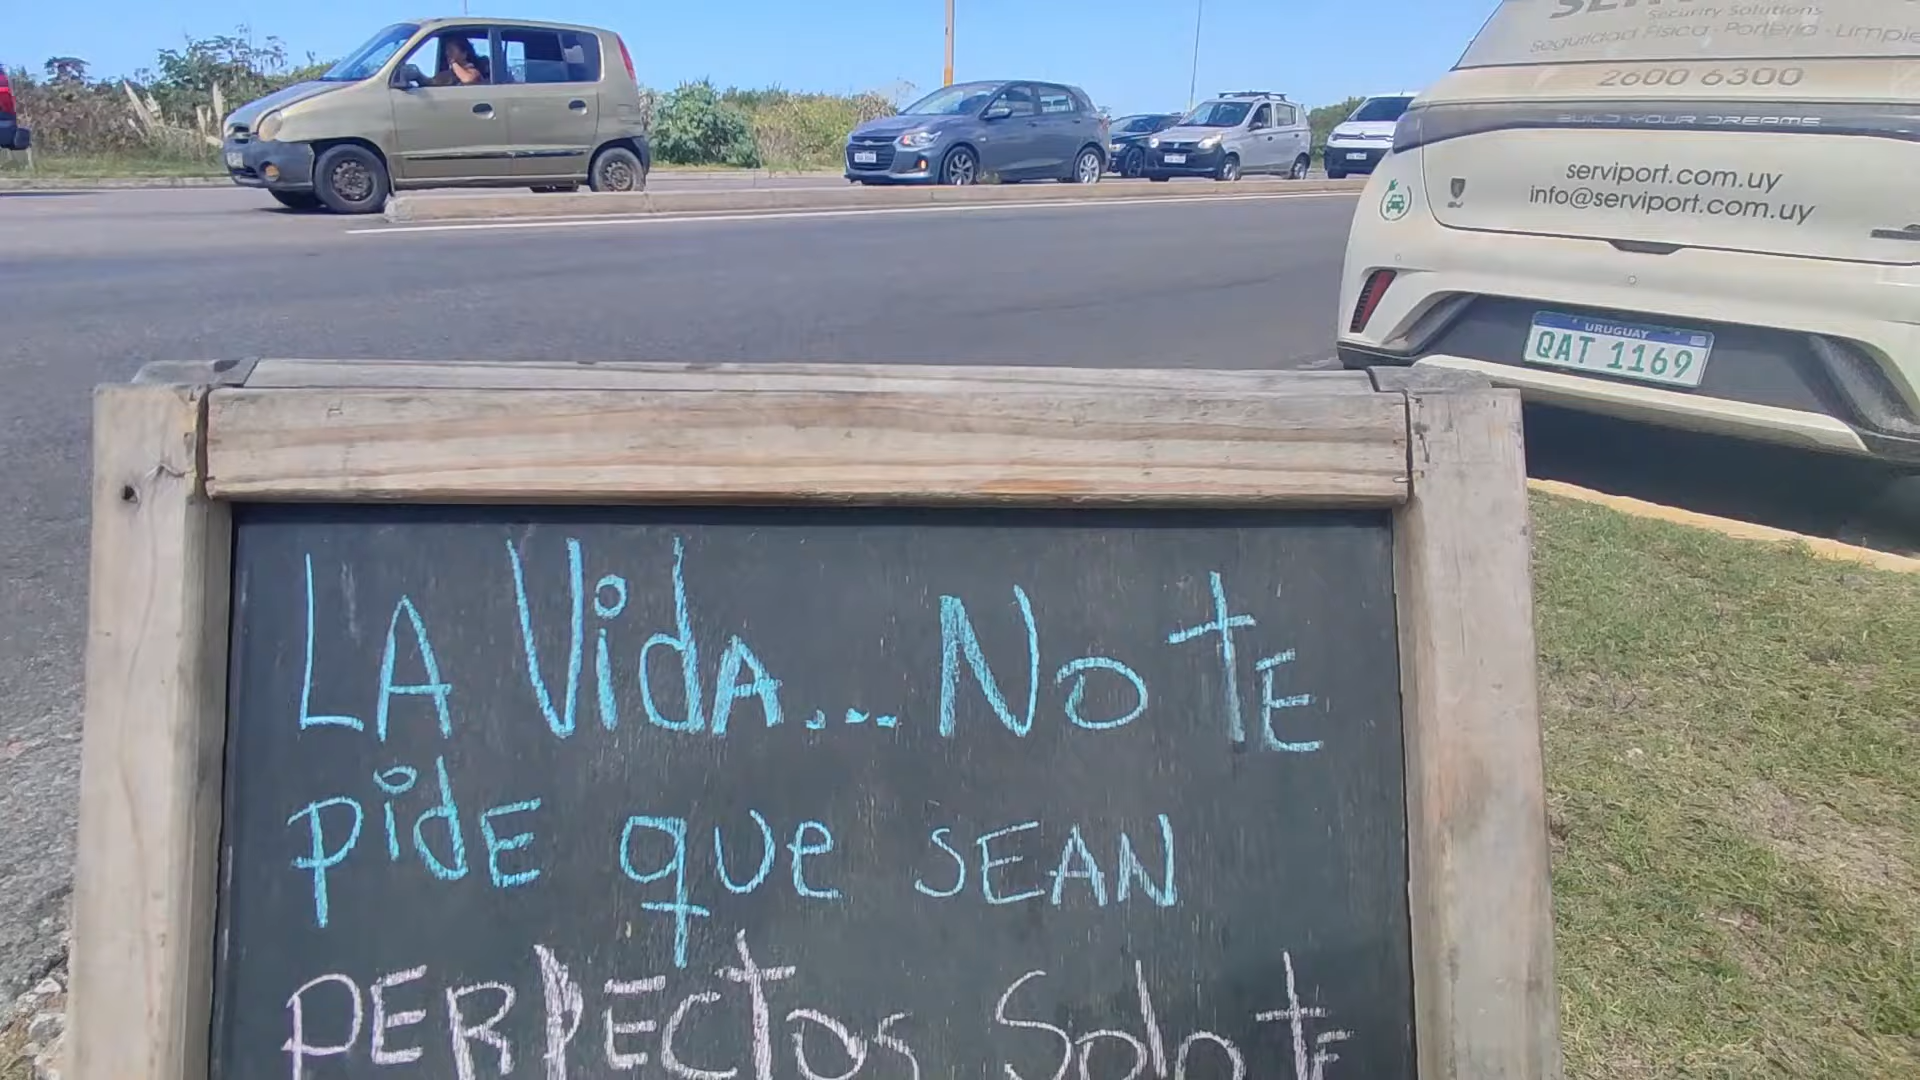 Security Solutions
Seguridad Física - Portería - Limpie
2600 6300
BUILD YOUR DREAMS
serviport.com.uy
info@serviport.com.uy
URUGUAY
QAT 1169
LA VidA... NO tE
pidE que SEAN
PERPECtos Solo tE